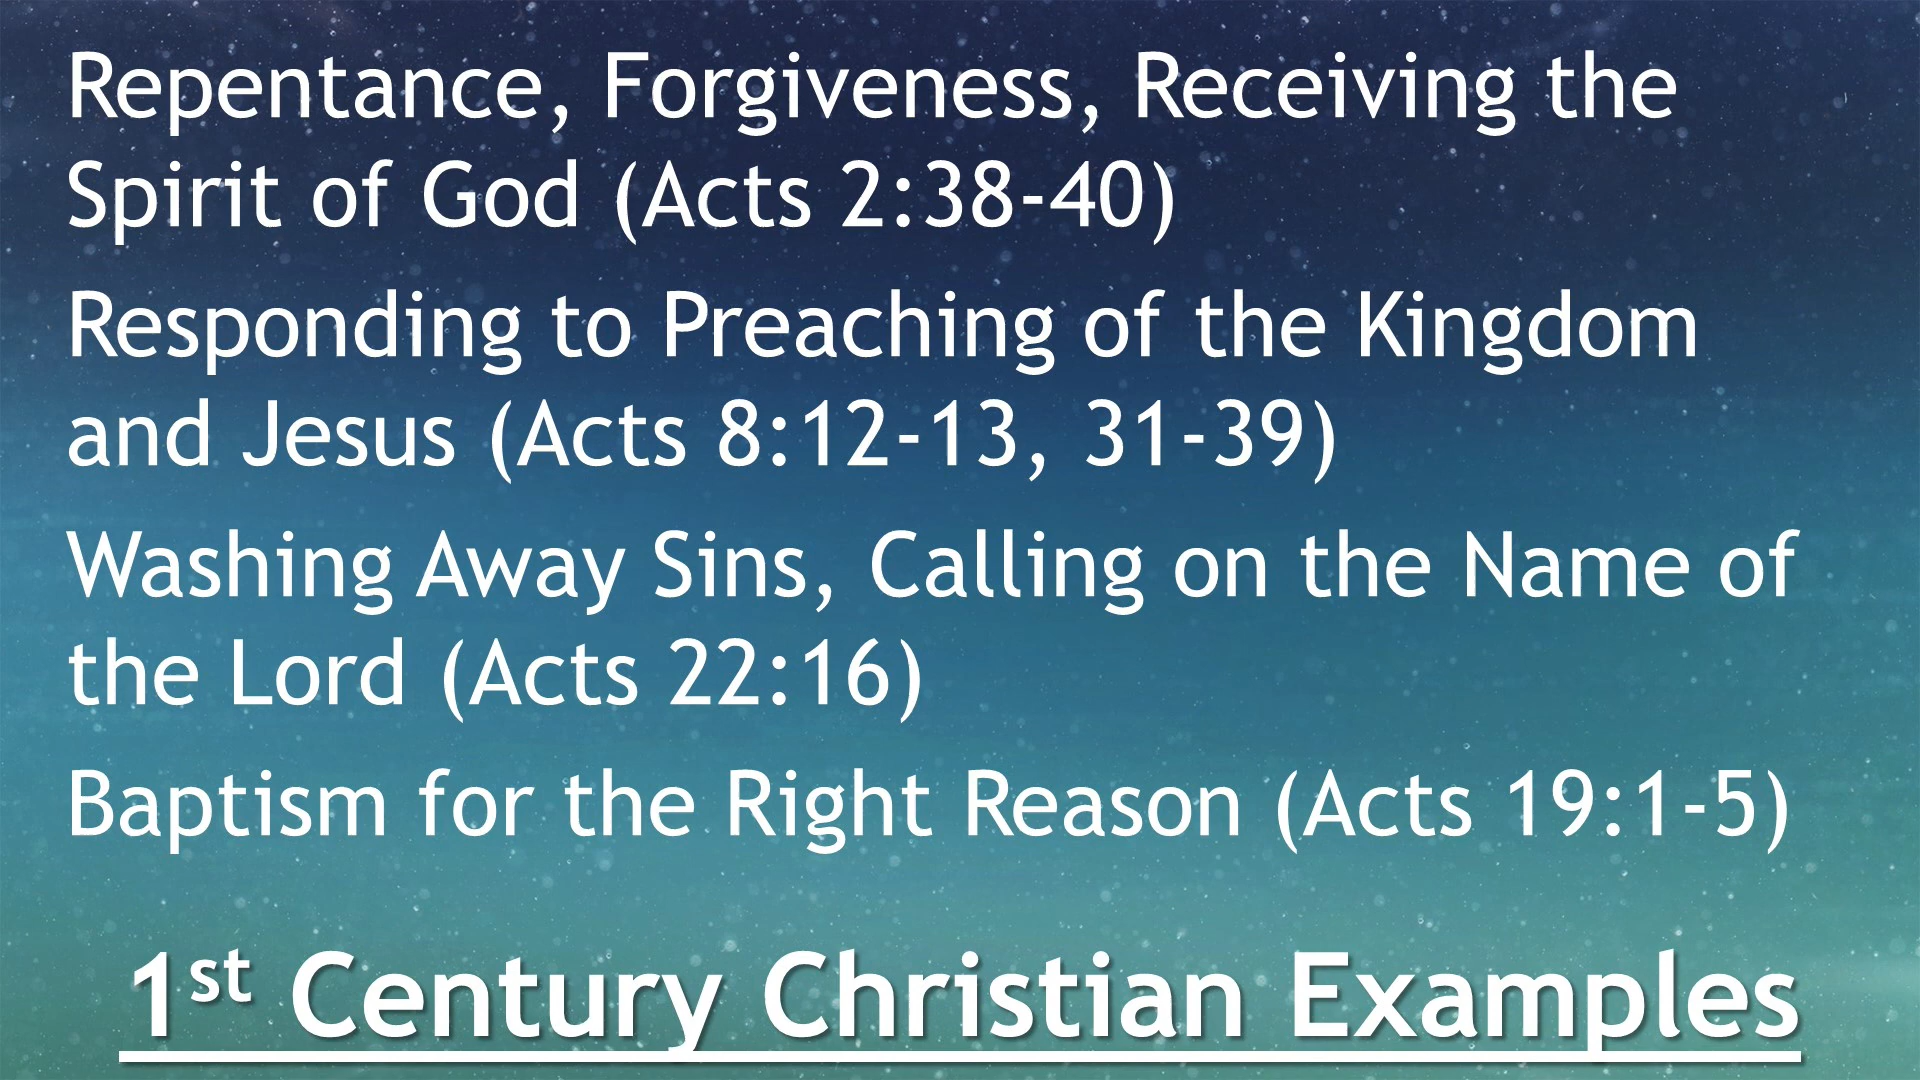 Repentance, Forgiveness, Receiving the
Spirit of God (Acts 2:38-40)
Responding to Preaching of the Kingdom
and Jesus (Acts 8:12-13, 31-39)
Washing Away Sins, Calling on the Name of
the Lord (Acts 22:16)
Baptism for the Right Reason (Acts 19:1-5)
1st Century Christian Examples